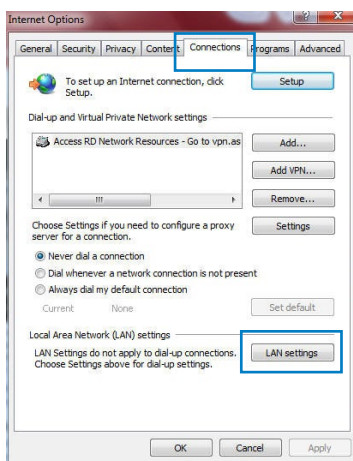 Internet Options
General Security Privacy Content Connections Programs Advanced
To set up an Internet connection, click
Setup.
Setup
Dial-up and Virtual Private Network settings
Access RD Network Resources - Go to vpn.as
Add...
Add VPN...
Remove...
Choose Settings if you need to configure a proxy
server for a connection.
Settings
Never dial a connection
Dial whenever a network connection is not present
Always dial my default connection
Current None
Set default
Local Area Network (LAN) settings
LAN Settings do not apply to dial-up connections.
Choose Settings above for dial-up settings.
LAN settings
OK Cancel Apply